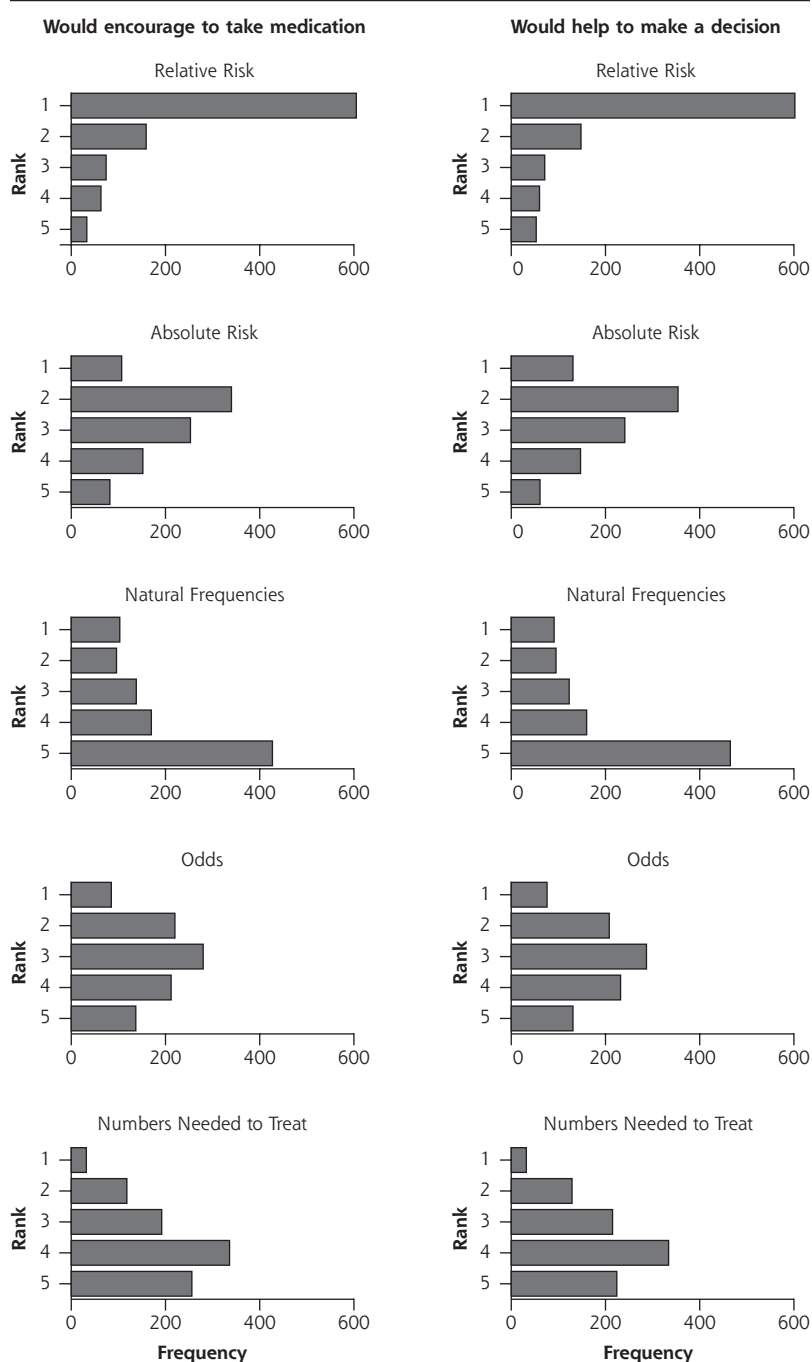 Would encourage to take medication
Would help to make a decision
Relative Risk
Rank
1
2
3
4
5
0 200 400 600
Relative Risk
Rank
1
2
3
4
5
0 200 400 600
Absolute Risk
Rank
1
2
3
4
5
0 200 400 600
Absolute Risk
Rank
1
2
3
4
5
0 200 400 600
Natural Frequencies
Rank
1
2
3
4
5
0 200 400 600
Natural Frequencies
Rank
1
2
3
4
5
0 200 400 600
Odds
Rank
1
2
3
4
5
0 200 400 600
Odds
Rank
1
2
3
4
5
0 200 400 600
Numbers Needed to Treat
Rank
1
2
3
4
5
0 200 400 600
Frequency
Numbers Needed to Treat
Rank
1
2
3
4
5
0 200 400 600
Frequency